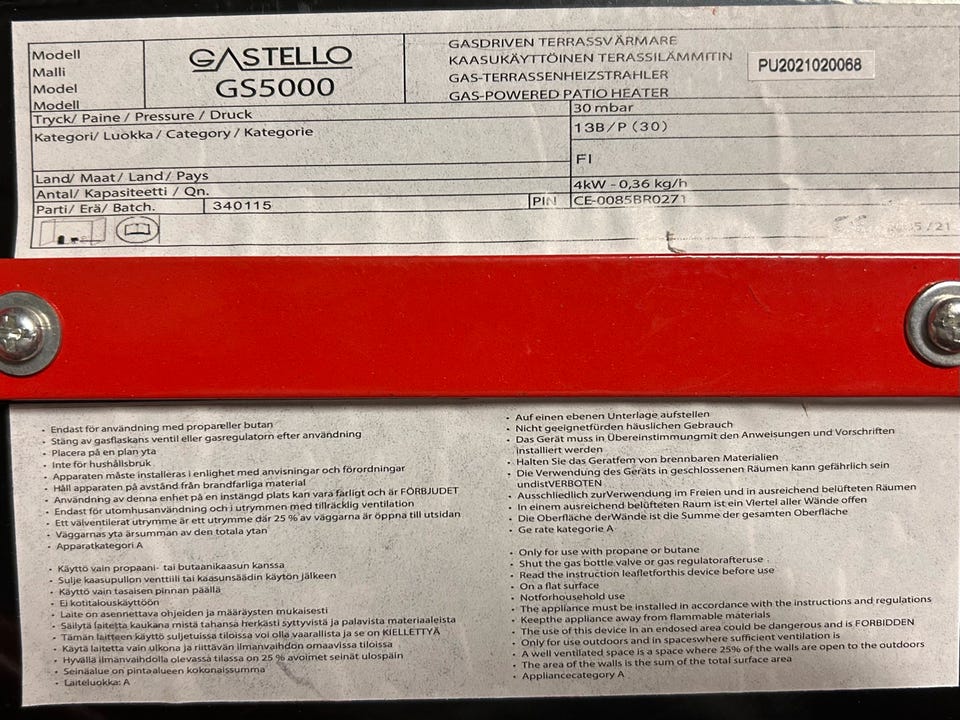 Modell
Malli
Model
Modell
GASTELLO
GS5000
GASDRIVEN TERRASSVÄRMARE
KAASUKÄYTTÖINEN TERASSILÄMMITIN
GAS-TERRASSENHEIZSTRAHLER
GAS-POWERED PATIO HEATER
PU2021020068
Tryck/ Paine / Pressure / Druck
30 mbar
Kategori/ Luokka / Category / Kategorie
13B/P (30)
Land/ Maat / Land / Pays
FI
Antal/ Kapasiteetti / Qn.
4kW - 0,36 kg/h
Parti/ Erä/ Batch.
340115
PIN
CE-0085BR0271
CE
/21
• Endast för användning med propareller butan
• Stäng av gasflaskans ventil eller gasregulatorn efter användning
• Placera på en plan yta
• Inte för hushållsbruk
• Apparaten måste installeras i enlighet med anvisningar och förordningar
• Håll apparaten på avstånd från brandfarliga material
• Användning av denna enhet på en instängd plats kan vara farligt och är FÖRBJUDET
• Endast för utomhusanvändning och i utrymmen med tillräcklig ventilation
• Ett välventilerat utrymme är ett utrymme där 25 % av väggarna är öppna till utsidan
• Väggarnas yta ärsumman av den totala ytan
• Apparatkategori A
• Käyttö vain propaani- tai butaanikaasun kanssa
• Sulje kaasupullon venttiili tai kaasunsäädin käytön jälkeen
• Käyttö vain tasaisen pinnan päällä
• Ei kotitalouskäyttöön
• Laite on asennettava ohjeiden ja määräysten mukaisesti
• Säilytä laitetta kaukana mistä tahansa herkästi syttyvistä ja palavista materiaaleista
• Tämän laitteen käyttö suljetuissa tiloissa voi olla vaarallista ja se on KIELLETTYÄ
• Käytä laitetta vain ulkona ja riittävän ilmanvaihdon omaavissa tiloissa
• Hyvällä ilmanvaihdolla olevassa tilassa on 25 % avoimet seinät ulospäin
• Seinäalue on pinta alueen kokonaissumma
• Laiteluokka: A
• Auf einen ebenen Unterlage aufstellen
• Nicht geeignetfürden häuslichen Gebrauch
• Das Gerät muss in Übereinstimmungmit den Anweisungen und Vorschriften
installiert werden
• Halten Sie das Geratfem von brennbaren Materialien
• Die Verwendung des Geräts in geschlossenen Räumen kann gefährlich sein
undistVERBOTEN
• Ausschliedlich zurVerwendung im Freien und in ausreichend belüfteten Räumen
• In einem ausreichend belüfteten Raum ist ein Viertel aller Wände offen
• Die Oberfläche derWände ist die Summe der gesamten Oberfläche
• Ge rate kategorie A
• Only for use with propane or butane
• Shut the gas bottle valve or gas regulatorafteruse
• Read the instruction leafletforthis device before use
• On a flat surface
• Notforhousehold use
• The appliance must be installed in accordance with the instructions and regulations
• Keepthe appliance away from flammable materials
• The use of this device in an endosed area could be dangerous and is FORBIDDEN
• Only for use outdoors and in spaceswhere sufficient ventilation is
• A well ventilated space is a space where 25% of the walls are open to the outdoors
• The area of the walls is the sum of the total surface area
• Appliancecategory A